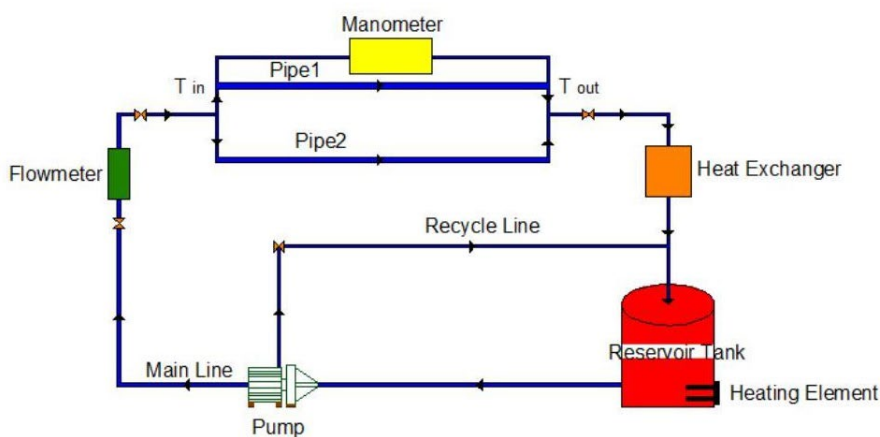 Manometer
Pipe1
T in
T out
Pipe2
Flowmeter
Heat Exchanger
Recycle Line
Reservoir Tank
Main Line
Heating Element
Pump